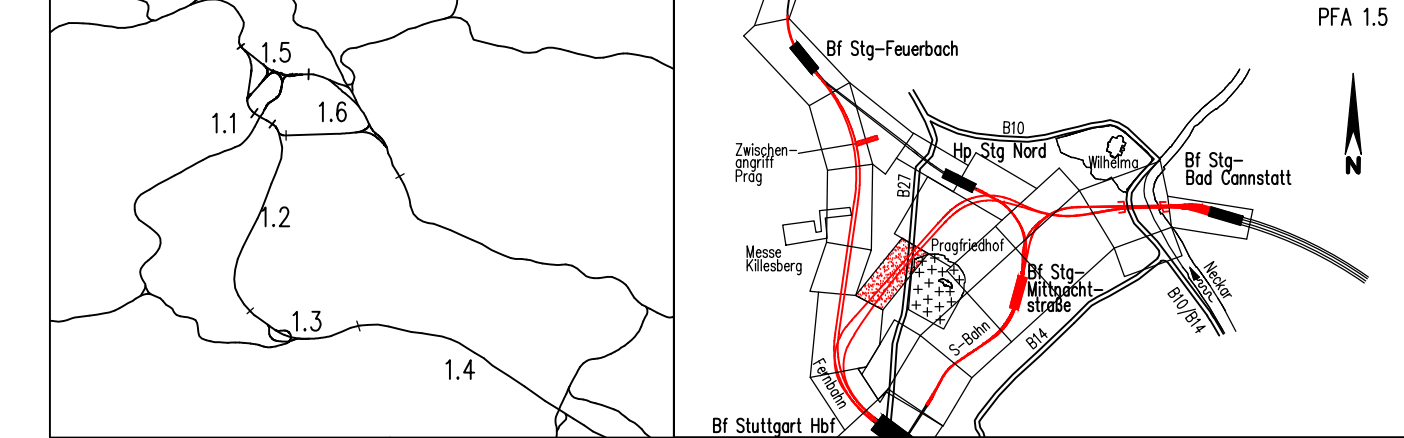 1.5
1.6
1.1
1.2
1.3
1.4
PFA 1.5
Bf Stg-Feuerbach
B10
Zwischen-
angriff
Prag
Hp Stg Nord
Wilhelma
Bf Stg-
Bad Cannstatt
B27
N
Messe
Killesberg
Pragfriedhof
Bf Stg-
Mittnacht-
straße
Neckar
B10/B14
S-Bahn
B14
Fernbahn
Bf Stuttgart Hbf